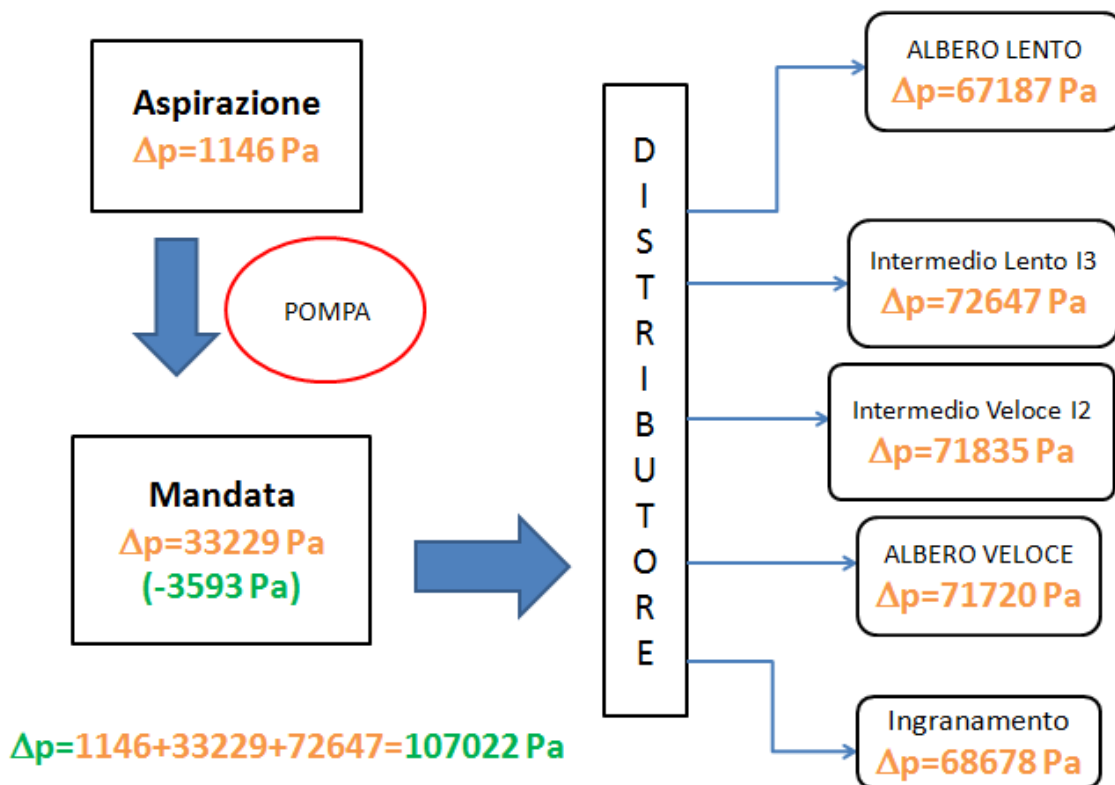 Aspirazione
Δp=1146 Pa
POMPA
Mandata
Δp=33229 Pa
(-3593 Pa)
Δp=1146+33229+72647=107022 Pa
D
I
S
T
R
I
B
U
T
O
R
E
ALBERO LENTO
Δp=67187 Pa
Intermedio Lento I3
Δp=72647 Pa
Intermedio Veloce I2
Δp=71835 Pa
ALBERO VELOCE
Δp=71720 Pa
Ingranamento
Δp=68678 Pa